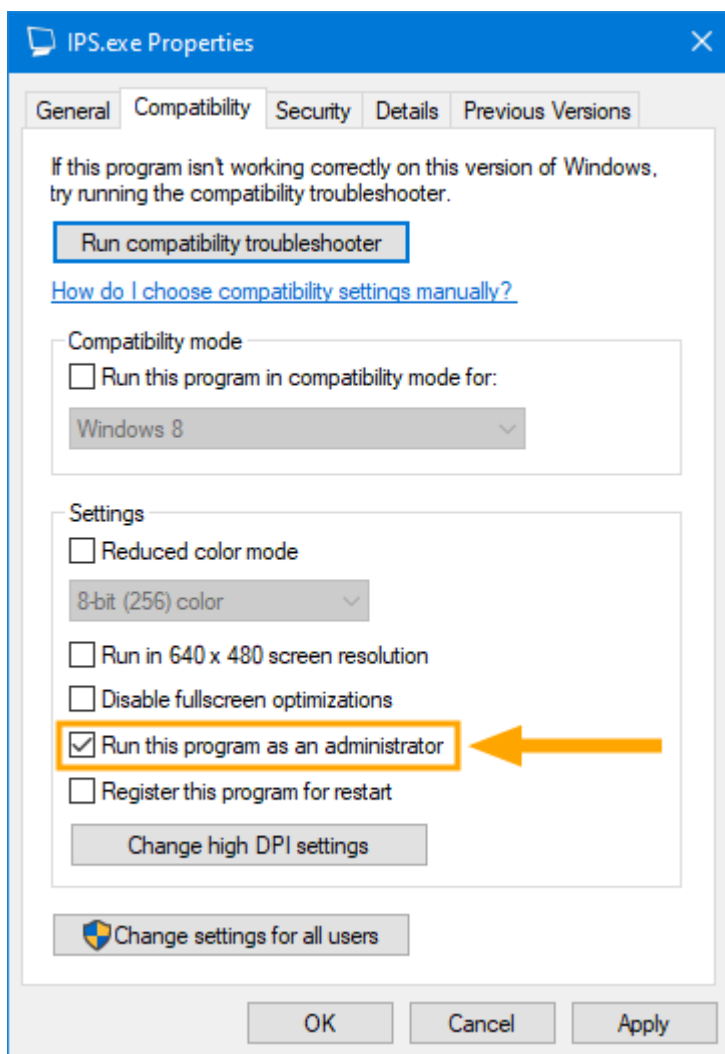 IPS.exe Properties
General Compatibility Security Details Previous Versions
If this program isn't working correctly on this version of Windows,
try running the compatibility troubleshooter.
Run compatibility troubleshooter
How do I choose compatibility settings manually?
Compatibility mode
Run this program in compatibility mode for:
Windows 8
Settings
Reduced color mode
8-bit (256) color
Run in 640 x 480 screen resolution
Disable fullscreen optimizations
Run this program as an administrator
Register this program for restart
Change high DPI settings
Change settings for all users
OK Cancel Apply